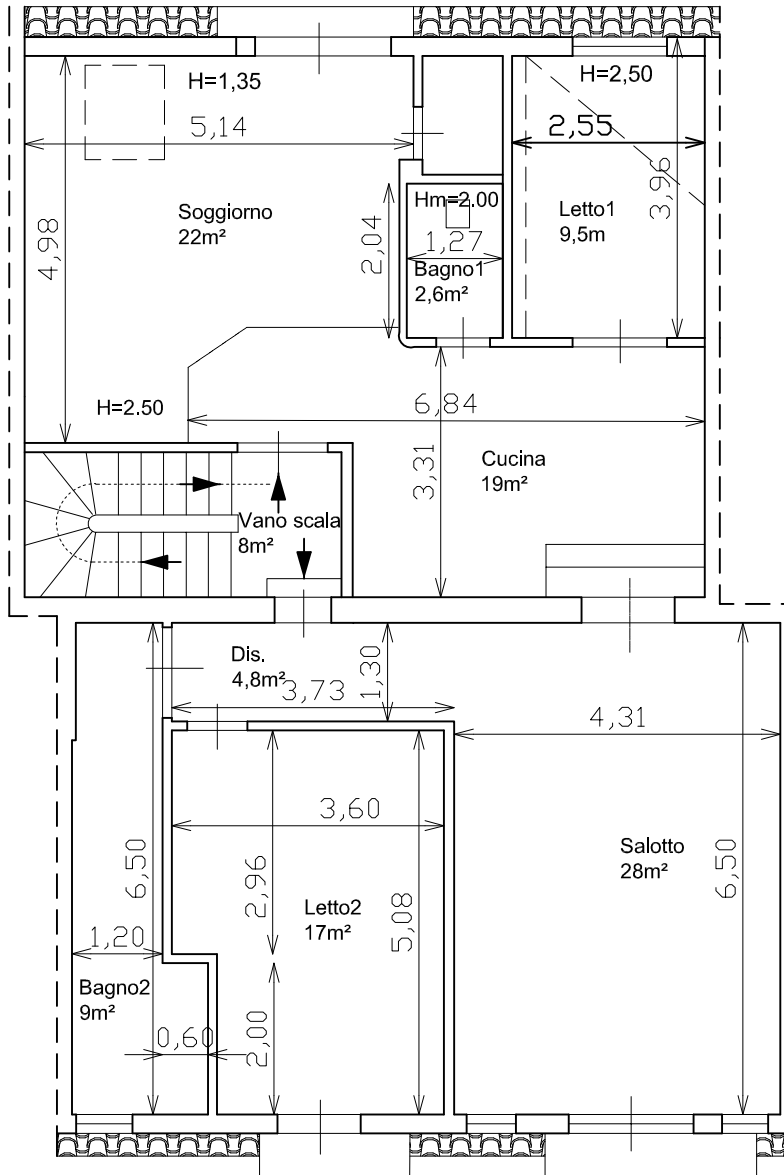 H=1,35
H=2,50
5,14
2,55
3,96
Hm=2.00
Soggiorno
22m²
Letto1
9,5m
4,98
2,04
1,27
Bagno1
2,6m²
H=2.50
6,84
3,31
Cucina
19m²
Vano scala
8m²
Dis.
4,8m²
1,30
3,73
4,31
3,60
6,50
2,96
5,08
Salotto
28m²
6,50
Letto2
17m²
1,20
Bagno2
9m²
0,60
2,00